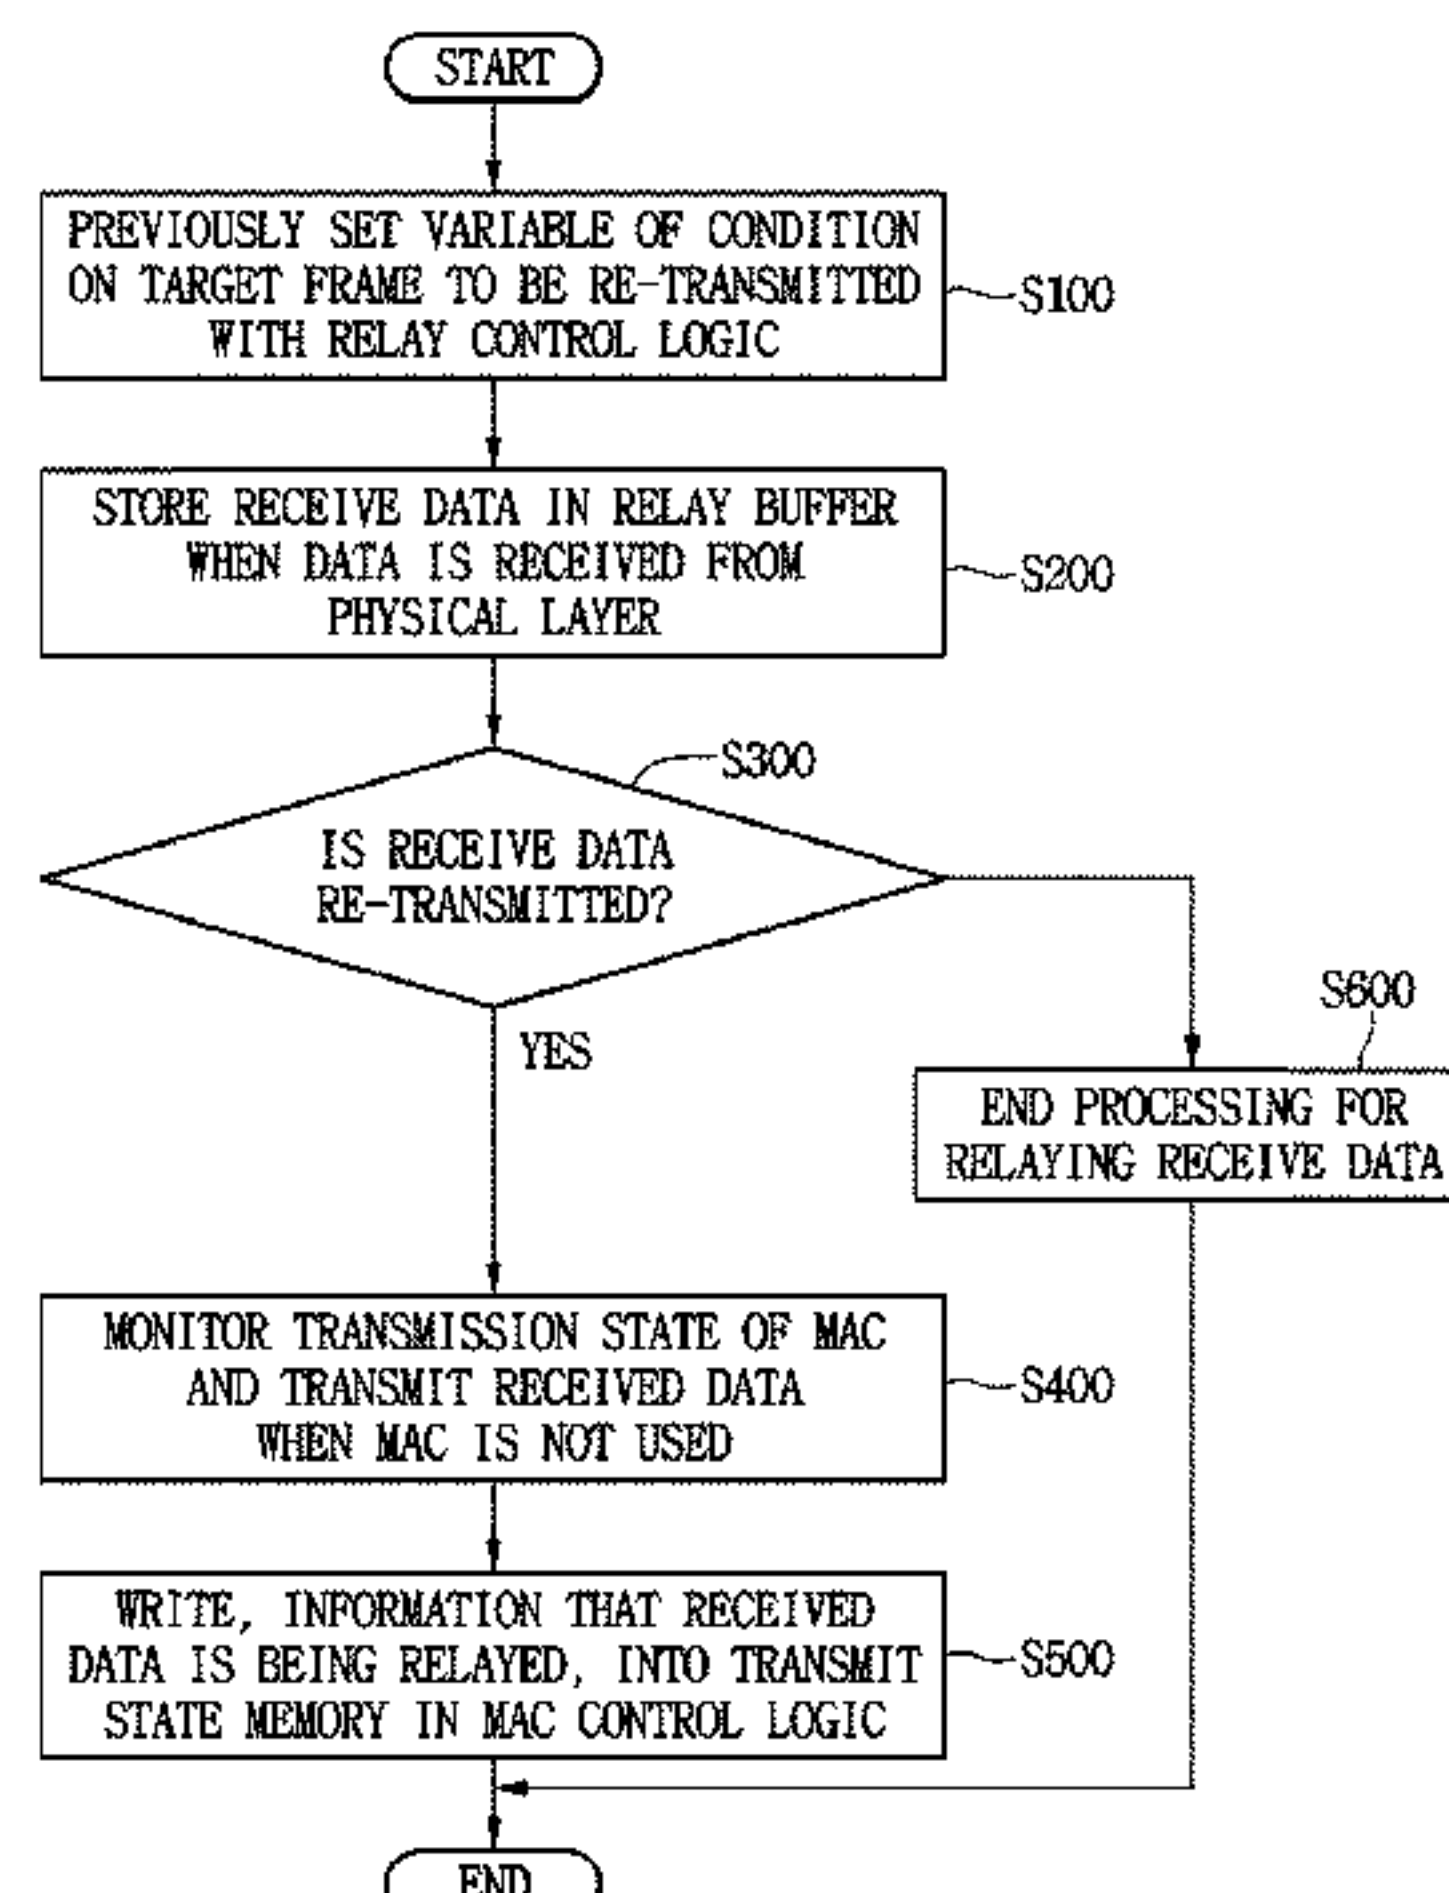 START
PREVIOUSLY SET VARIABLE OF CONDITION
ON TARGET FRAME TO BE RE-TRANSMITTED
WITH RELAY CONTROL LOGIC
S100
STORE RECEIVE DATA IN RELAY BUFFER
WHEN DATA IS RECEIVED FROM
PHYSICAL LAYER
S200
S300
IS RECEIVE DATA
RE-TRANSMITTED?
YES
S600
END PROCESSING FOR
RELAYING RECEIVE DATA
MONITOR TRANSMISSION STATE OF MAC
AND TRANSMIT RECEIVED DATA
WHEN MAC IS NOT USED
S400
WRITE, INFORMATION THAT RECEIVED
DATA IS BEING RELAYED, INTO TRANSMIT
STATE MEMORY IN MAC CONTROL LOGIC
S500
END